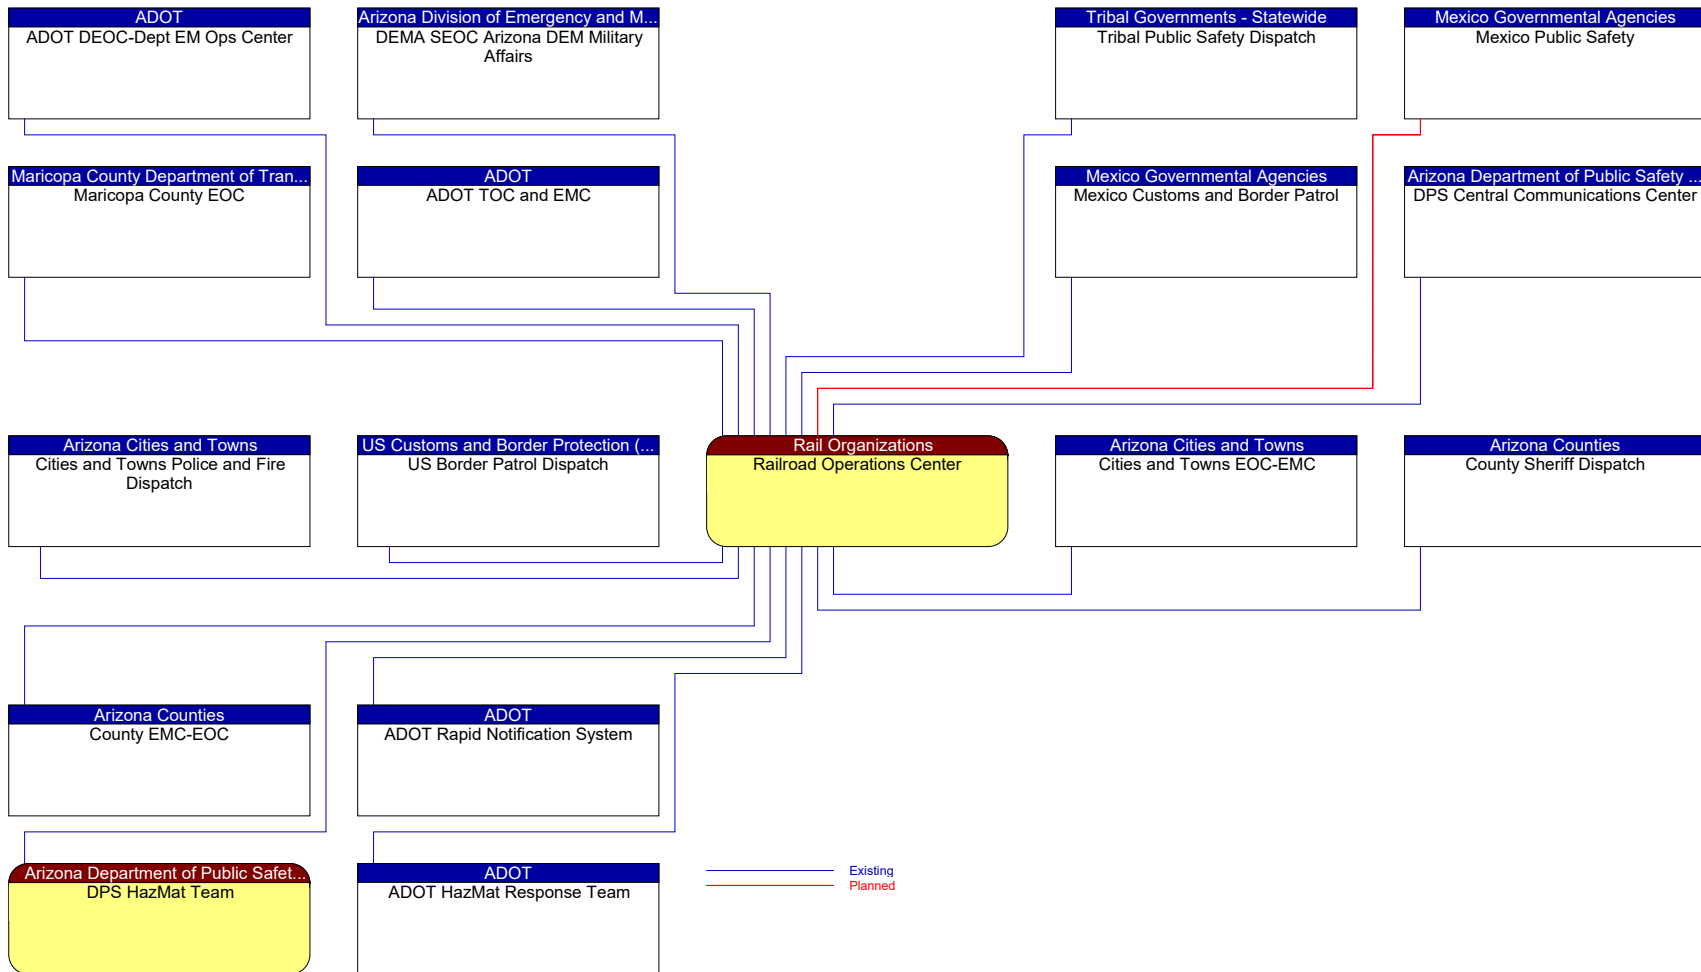 ADOT
ADOT DEOC-Dept EM Ops Center
Arizona Division of Emergency and M...
DEMA SEOC Arizona DEM Military
Affairs
Tribal Governments - Statewide
Tribal Public Safety Dispatch
Mexico Governmental Agencies
Mexico Public Safety
Maricopa County Department of Tran...
Maricopa County EOC
ADOT
ADOT TOC and EMC
Mexico Governmental Agencies
Mexico Customs and Border Patrol
Arizona Department of Public Safety ...
DPS Central Communications Center
Arizona Cities and Towns
Cities and Towns Police and Fire
Dispatch
US Customs and Border Protection (...
US Border Patrol Dispatch
Rail Organizations
Railroad Operations Center
Arizona Cities and Towns
Cities and Towns EOC-EMC
Arizona Counties
County Sheriff Dispatch
Arizona Counties
County EMC-EOC
ADOT
ADOT Rapid Notification System
Arizona Department of Public Safet...
DPS HazMat Team
ADOT
ADOT HazMat Response Team
Existing
Planned